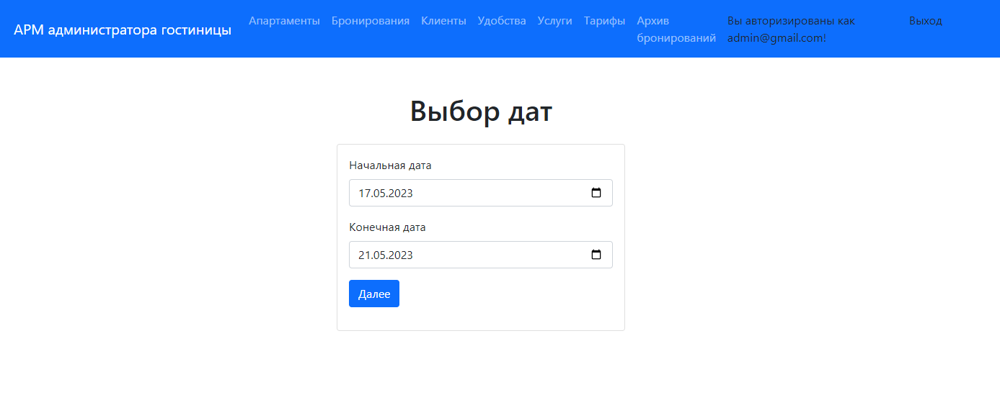 АРМ администратора гостиницы
Апартаменты Бронирования Клиенты Удобства Услуги Тарифы Архив бронирований
Вы авторизированы как admin@gmail.com!
Выход
Выбор дат
Начальная дата
17.05.2023
Конечная дата
21.05.2023
Далее